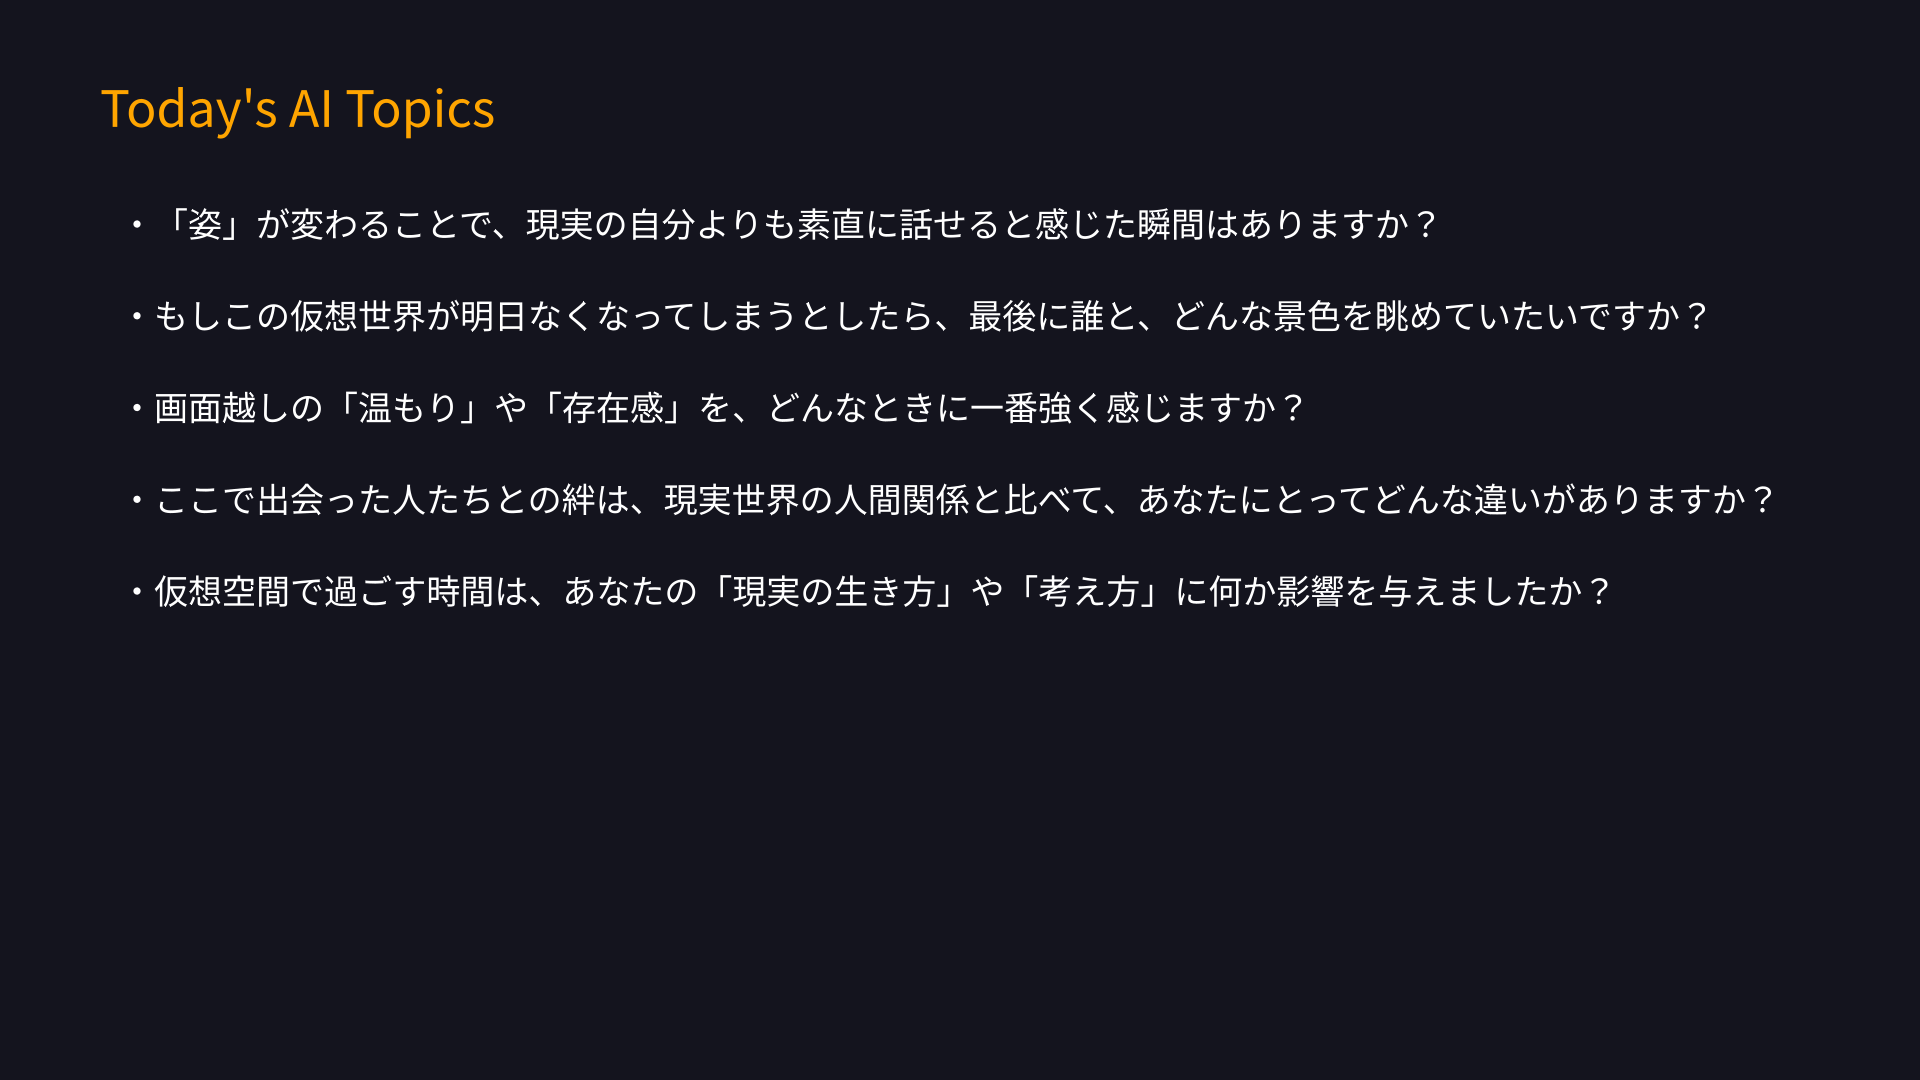 Today's AI Topics
・「姿」が変わることで、現実の自分よりも素直に話せると感じた瞬間はありますか？
・もしこの仮想世界が明日なくなってしまうとしたら、最後に誰と、どんな景色を眺めていたいですか？
・画面越しの「温もり」や「存在感」を、どんなときに一番強く感じますか？
・ここで出会った人たちとの絆は、現実世界の人間関係と比べて、あなたにとってどんな違いがありますか？
・仮想空間で過ごす時間は、あなたの「現実の生き方」や「考え方」に何か影響を与えましたか？